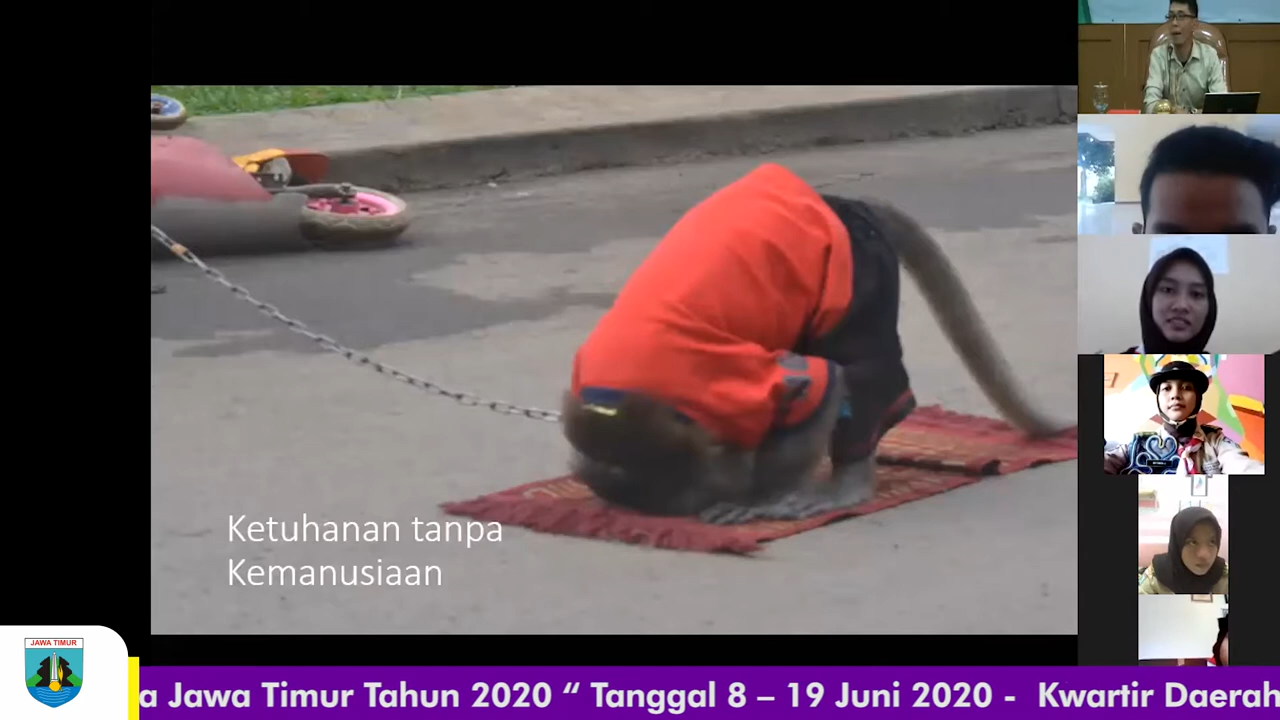 Ketuhanan tanpa
Kemanusiaan
JAWA TIMUR
a Jawa Timur Tahun 2020 “ Tanggal 8 – 19 Juni 2020 - Kwartir Daerah